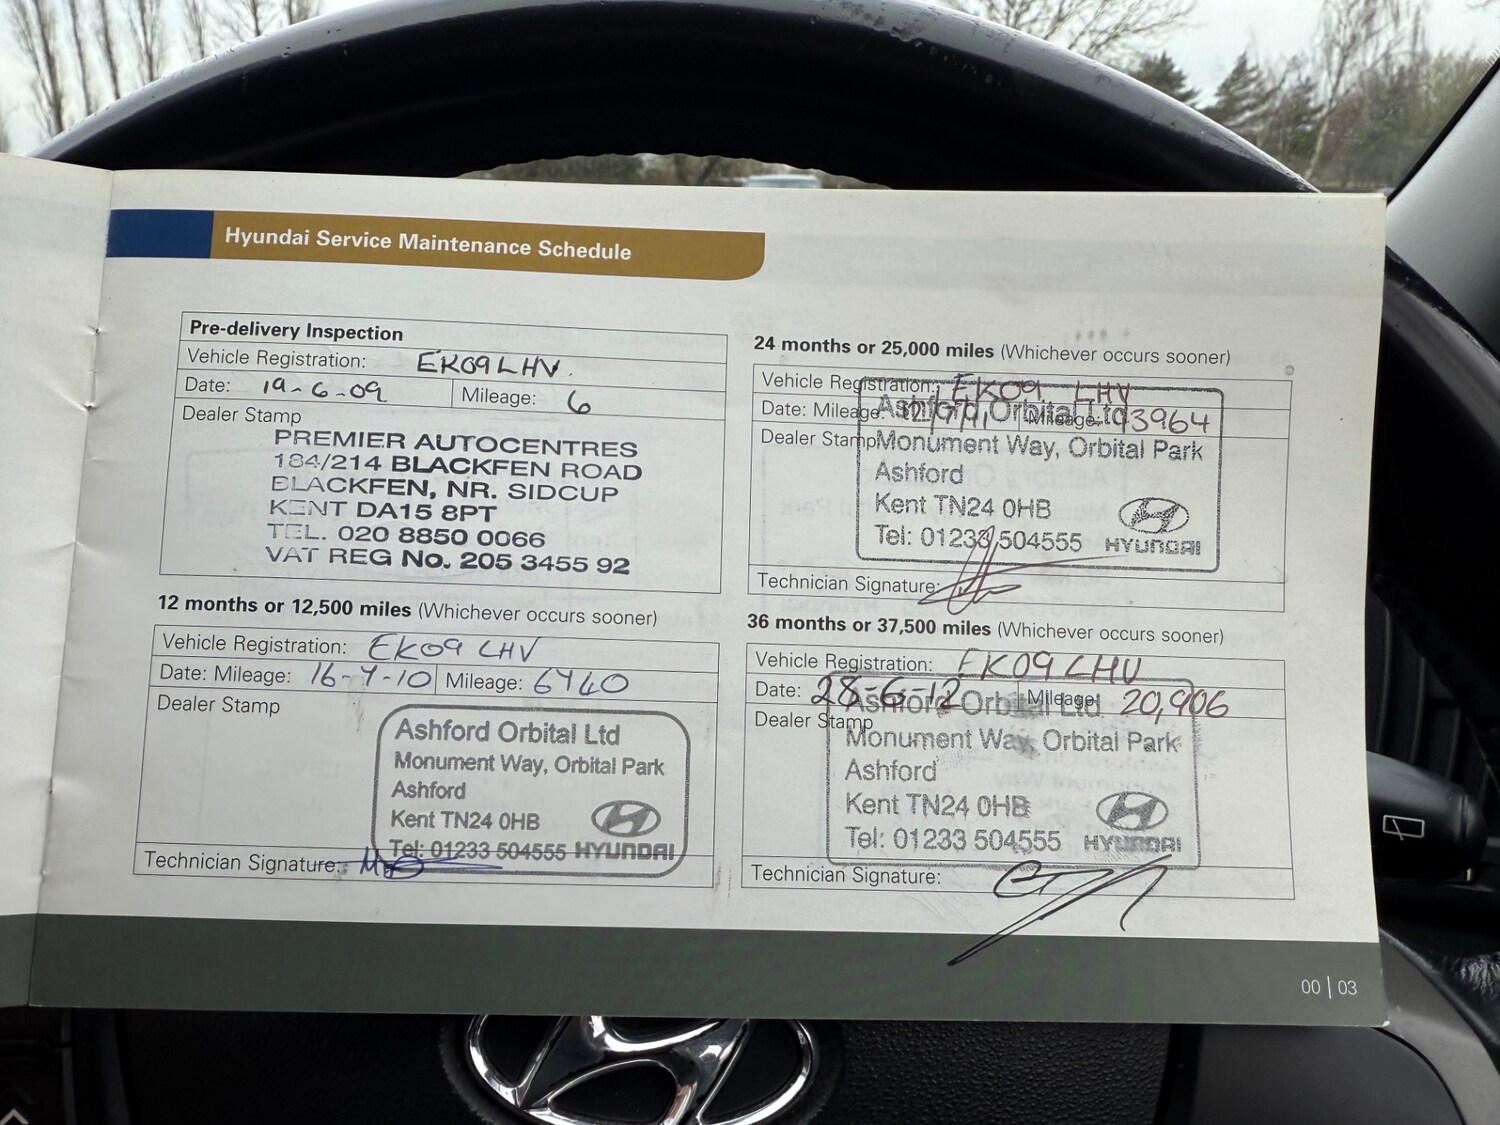 Hyundai Service Maintenance Schedule
Pre-delivery Inspection
Vehicle Registration: EK09 LHV.
Date: 19-6-09 Mileage: 6
Dealer Stamp
PREMIER AUTOCENTRES
184/214 BLACKFEN ROAD
BLACKFEN, NR. SIDCUP
KENT DA15 8PT
TEL. 020 8850 0066
VAT REG No. 205 3455 92
12 months or 12,500 miles (Whichever occurs sooner)
Vehicle Registration: EK09 LHV
Date: Mileage: 16-7-10 Mileage: 6740
Dealer Stamp
Ashford Orbital Ltd
Monument Way, Orbital Park
Ashford
Kent TN24 0HB
Tel: 01233 504555 HYUNDAI
Technician Signature:
24 months or 25,000 miles (Whichever occurs sooner)
Vehicle Registration: EK09 LHV
Date: Mileage: Mileage: 13964
Ashford Orbital Ltd
Dealer Stamp
Monument Way, Orbital Park
Ashford
Kent TN24 0HB
Tel: 01233 504555 HYUNDAI
Technician Signature:
36 months or 37,500 miles (Whichever occurs sooner)
Vehicle Registration: EK09 LHV
Date: 28-6-12 Mileage: 20,906
Ashford Orbital Ltd
Dealer Stamp
Monument Way, Orbital Park
Ashford
Kent TN24 0HB
Tel: 01233 504555 HYUNDAI
Technician Signature:
00 | 03